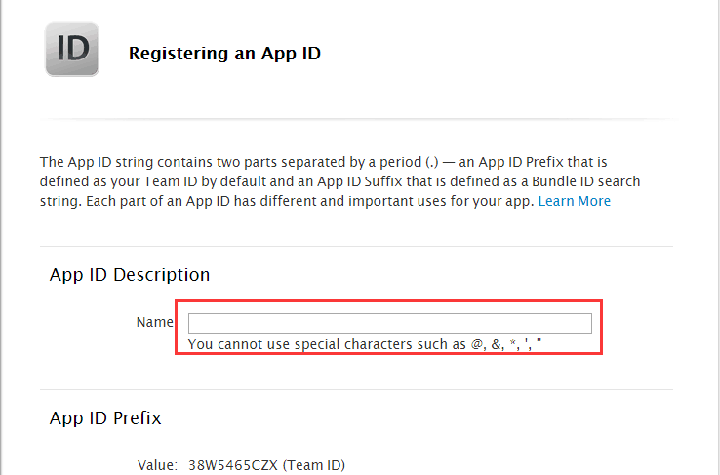 ID
Registering an App ID
The App ID string contains two parts separated by a period (.) — an App ID Prefix that is
defined as your Team ID by default and an App ID Suffix that is defined as a Bundle ID search
string. Each part of an App ID has different and important uses for your app. Learn More
App ID Description
Name:
You cannot use special characters such as @, &, *, ', "
App ID Prefix
Value: 38W5465CZX (Team ID)